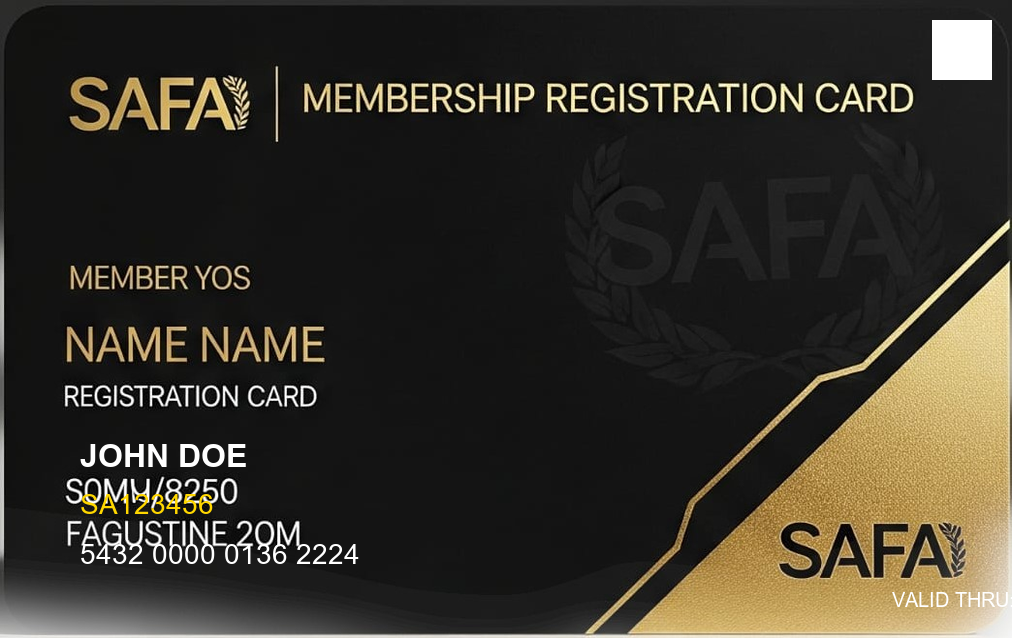 SAFA
MEMBERSHIP REGISTRATION CARD
SAFA
MEMBER YOS
NAME NAME
REGISTRATION CARD
JOHN DOE
S0MU/8250
SA123456
FAGUSTINE 2OM
5432 0000 0136 2224
SAFA
VALID THRU: